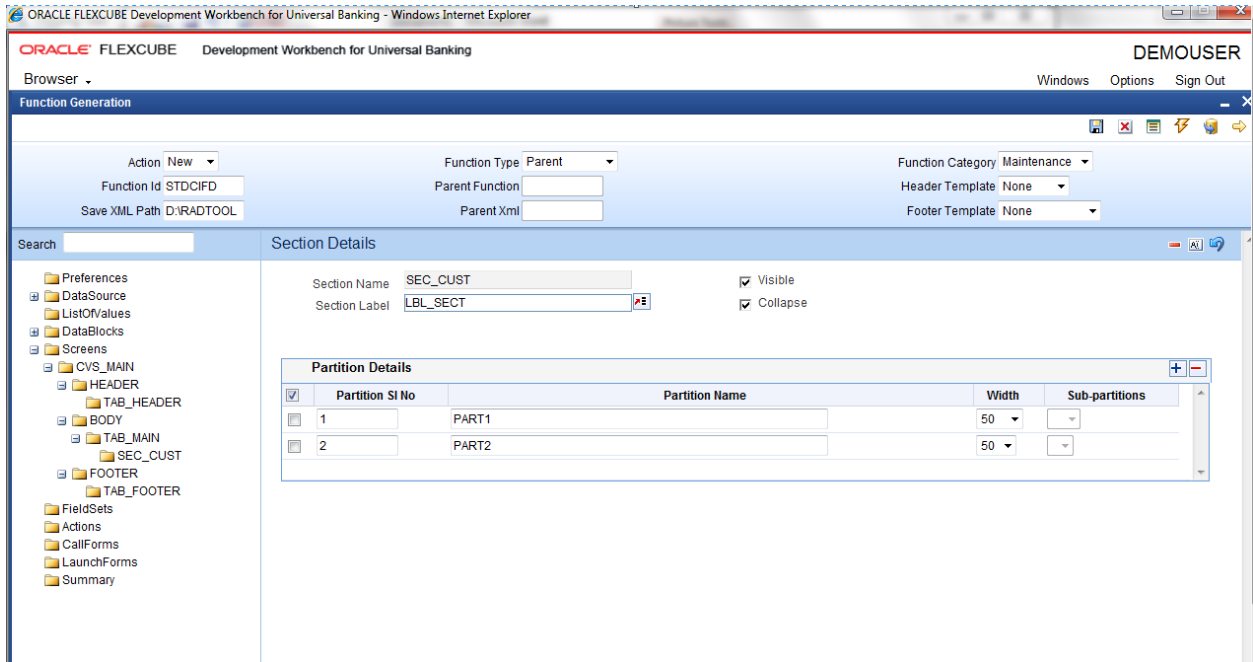 ORACLE FLEXCUBE Development Workbench for Universal Banking - Windows Internet Explorer
ORACLE FLEXCUBE Development Workbench for Universal Banking
DEMOUSER
Browser
Windows Options Sign Out
Function Generation
Action New Function Type Parent Function Category Maintenance
Function Id STDCIFD Parent Function Header Template None
Save XML Path D:\RADTOOL Parent Xml Footer Template None
Search
Section Details
Preferences
DataSource
ListOfValues
DataBlocks
Screens
CVS_MAIN
HEADER
TAB_HEADER
BODY
TAB_MAIN
SEC_CUST
FOOTER
TAB_FOOTER
FieldSets
Actions
CallForms
LaunchForms
Summary
Section Name SEC_CUST Visible
Section Label LBL_SECT Collapse
Partition Details
Partition Sl No Partition Name Width Sub-partitions
1 PART1 50
2 PART2 50